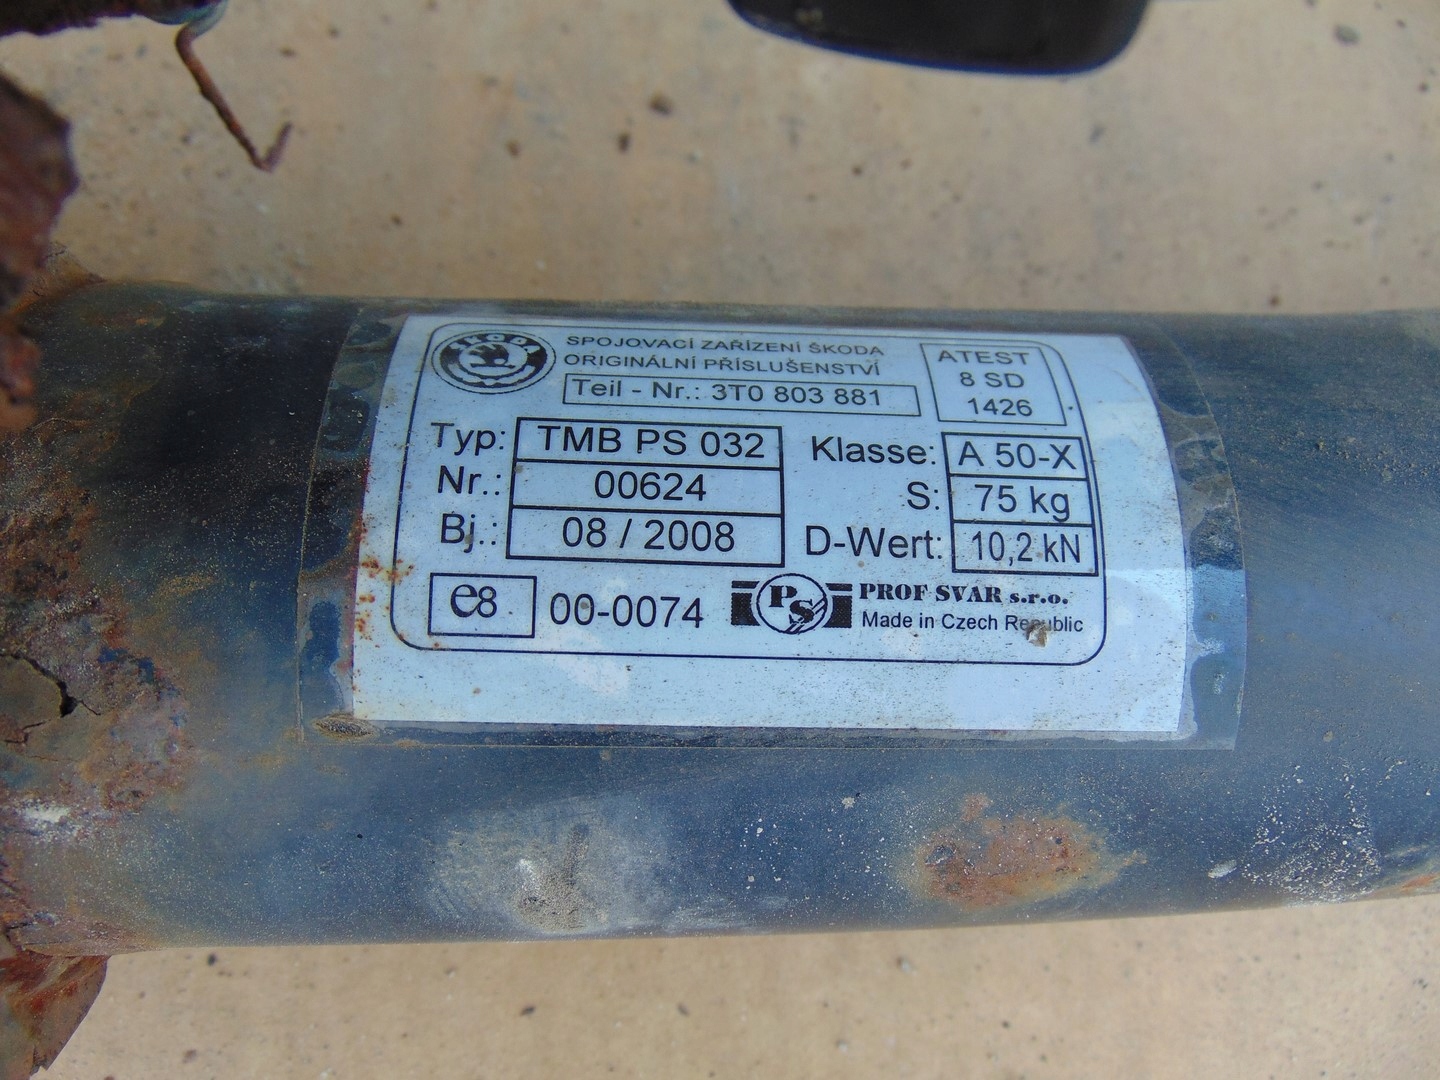 ŠKODA
SPOJOVACÍ ZAŘÍZENÍ ŠKODA
ORIGINÁLNÍ PŘÍSLUŠENSTVÍ
Teil - Nr.: 3T0 803 881
ATEST
8 SD
1426
Typ: TMB PS 032
Nr.: 00624
Bj.: 08 / 2008
Klasse: A 50-X
S: 75 kg
D-Wert: 10,2 kN
e8 00-0074
PS
PROF SVAR s.r.o.
Made in Czech Republic